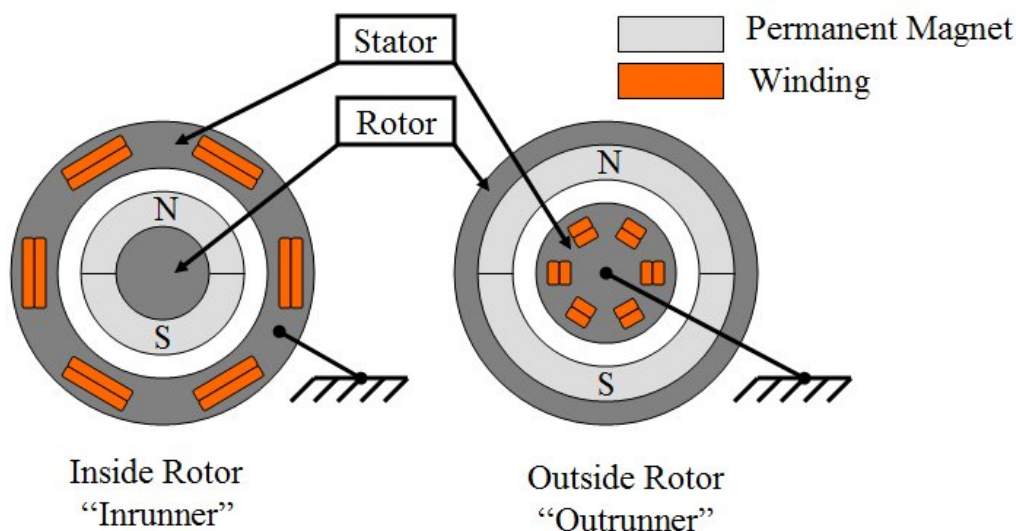 Stator
Permanent Magnet
Winding
Rotor
N
S
N
S
Inside Rotor
“Inrunner”
Outside Rotor
“Outrunner”